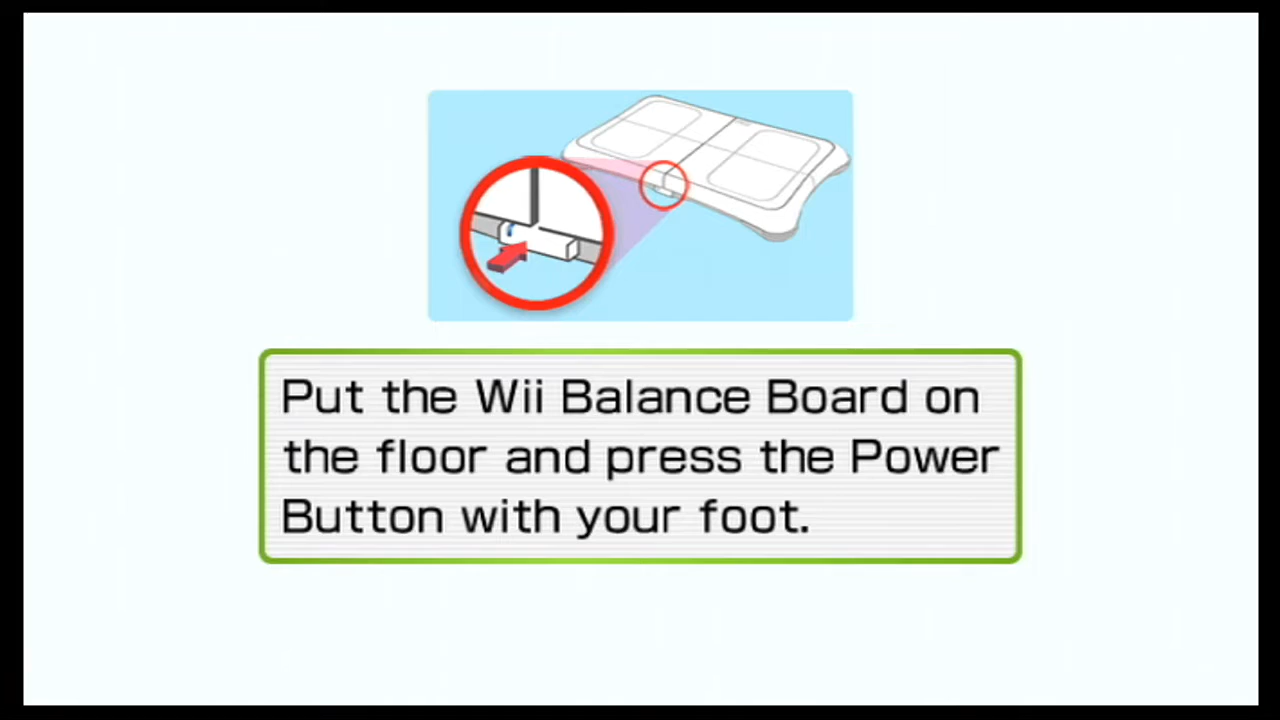 Put the Wii Balance Board on
the floor and press the Power
Button with your foot.